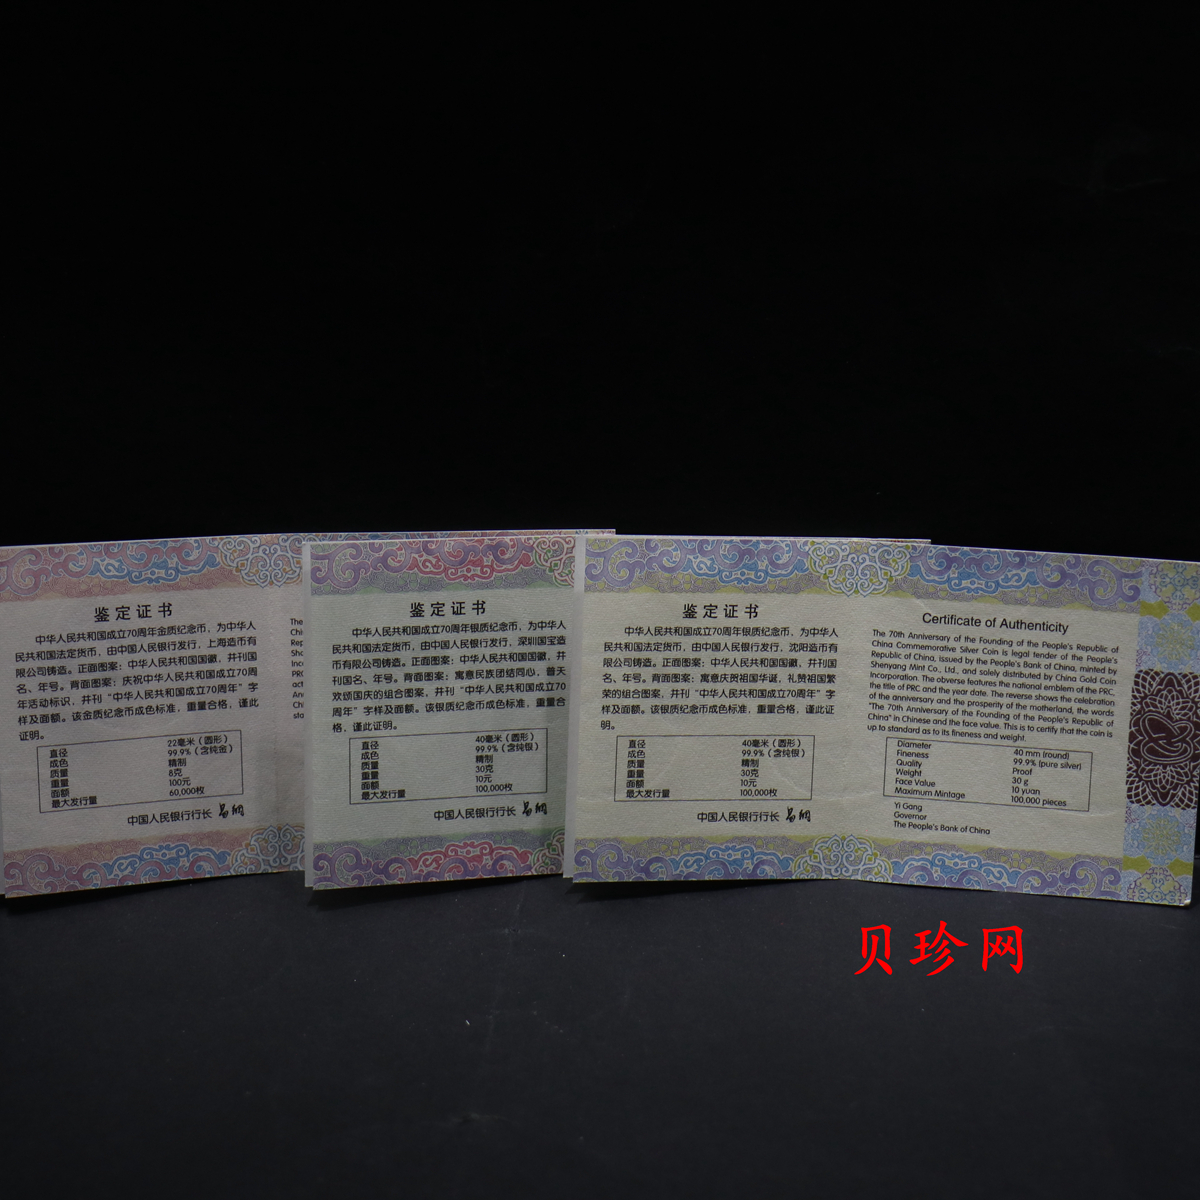 鉴定证书
中华人民共和国成立70周年金质纪念币，为中华人
民共和国法定货币，由中国人民银行发行，上海造币有
限公司铸造。正面图案：中华人民共和国国徽，并刊国
名、年号。背面图案：庆祝中华人民共和国成立70周
年活动标识，并刊“中华人民共和国成立70周年”字
样及面额。该金质纪念币成色标准，重量合格，谨此
证明。
直径 22毫米（圆形）
成色 99.9%（含纯金）
质量 精制
重量 8克
面额 100元
最大发行量 60,000枚
中国人民银行行长 易纲
鉴定证书
中华人民共和国成立70周年银质纪念币，为中华人
民共和国法定货币，由中国人民银行发行，深圳国宝造
币有限公司铸造。正面图案：中华人民共和国国徽，并
刊国名、年号。背面图案：寓意民族团结同心，普天
欢颂国庆的组合图案，并刊“中华人民共和国成立70
周年”字样及面额。该银质纪念币成色标准，重量合
格，谨此证明。
直径 40毫米（圆形）
成色 99.9%（含纯银）
质量 精制
重量 30克
面额 10元
最大发行量 100,000枚
中国人民银行行长 易纲
鉴定证书
中华人民共和国成立70周年银质纪念币，为中华人
民共和国法定货币，由中国人民银行发行，沈阳造币有
限公司铸造。正面图案：中华人民共和国国徽，并刊国
名、年号。背面图案：寓意庆贺祖国华诞，礼赞祖国繁
荣的组合图案，并刊“中华人民共和国成立70周年”字
样及面额。该银质纪念币成色标准，重量合格，谨此证
明。
直径 40毫米（圆形）
成色 99.9%（含纯银）
质量 精制
重量 30克
面额 10元
最大发行量 100,000枚
中国人民银行行长 易纲
Certificate of Authenticity
The 70th Anniversary of the Founding of the People's Republic of
China Commemorative Silver Coin is legal tender of the People's
Republic of China, issued by the People's Bank of China, minted by
Shenyang Mint Co., Ltd., and solely distributed by China Gold Coin
Incorporation. The obverse features the national emblem of the PRC,
the title of PRC and the year date. The reverse shows the celebration
of the anniversary and the prosperity of the motherland, the words
"The 70th Anniversary of the Founding of the People's Republic of
China" in Chinese and the face value. This is to certify that the coin is
up to standard as to its fineness and weight.
Diameter 40 mm (round)
Fineness 99.9% (pure silver)
Quality Proof
Weight 30 g
Face Value 10 yuan
Maximum Mintage 100,000 pieces
Yi Gang
Governor
The People's Bank of China
贝珍网